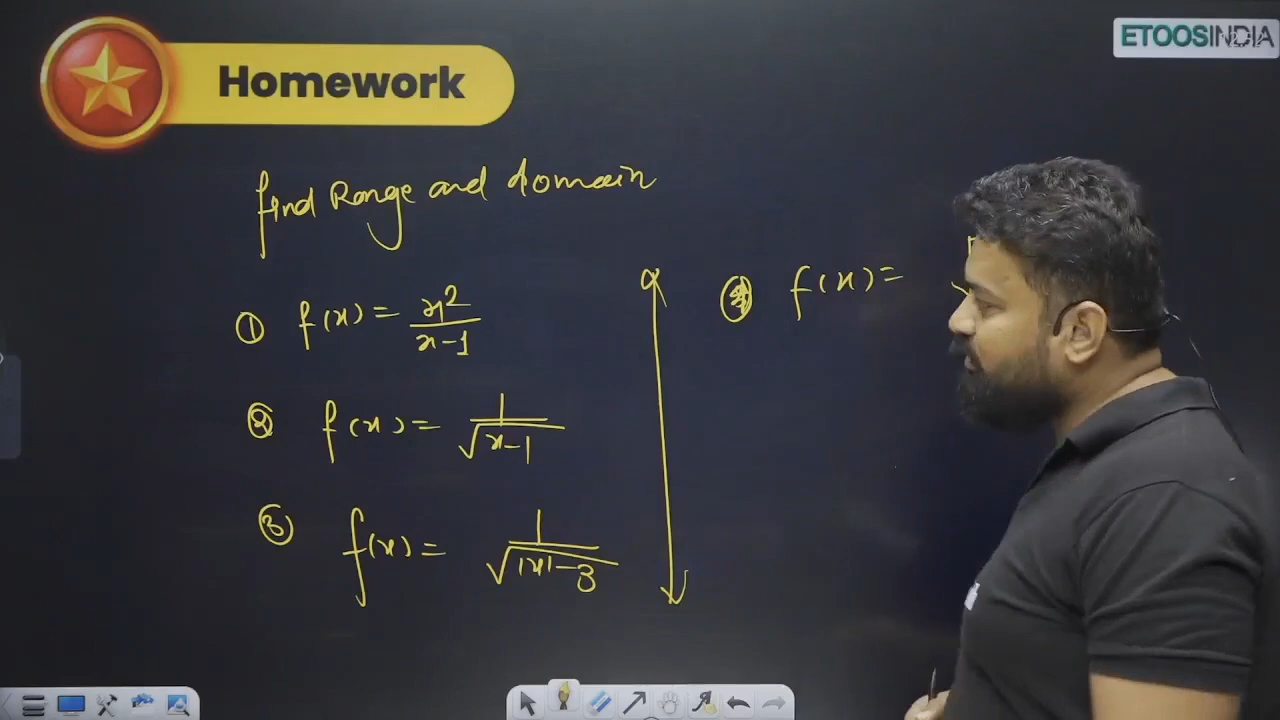 ETOOSINDIA
Homework
find Range and domain
① f(x) = x²/(x-1)
② f(x) = 1/√(x-1)
③ f(x) = 1/√(|x|-3)
④ f(x) =